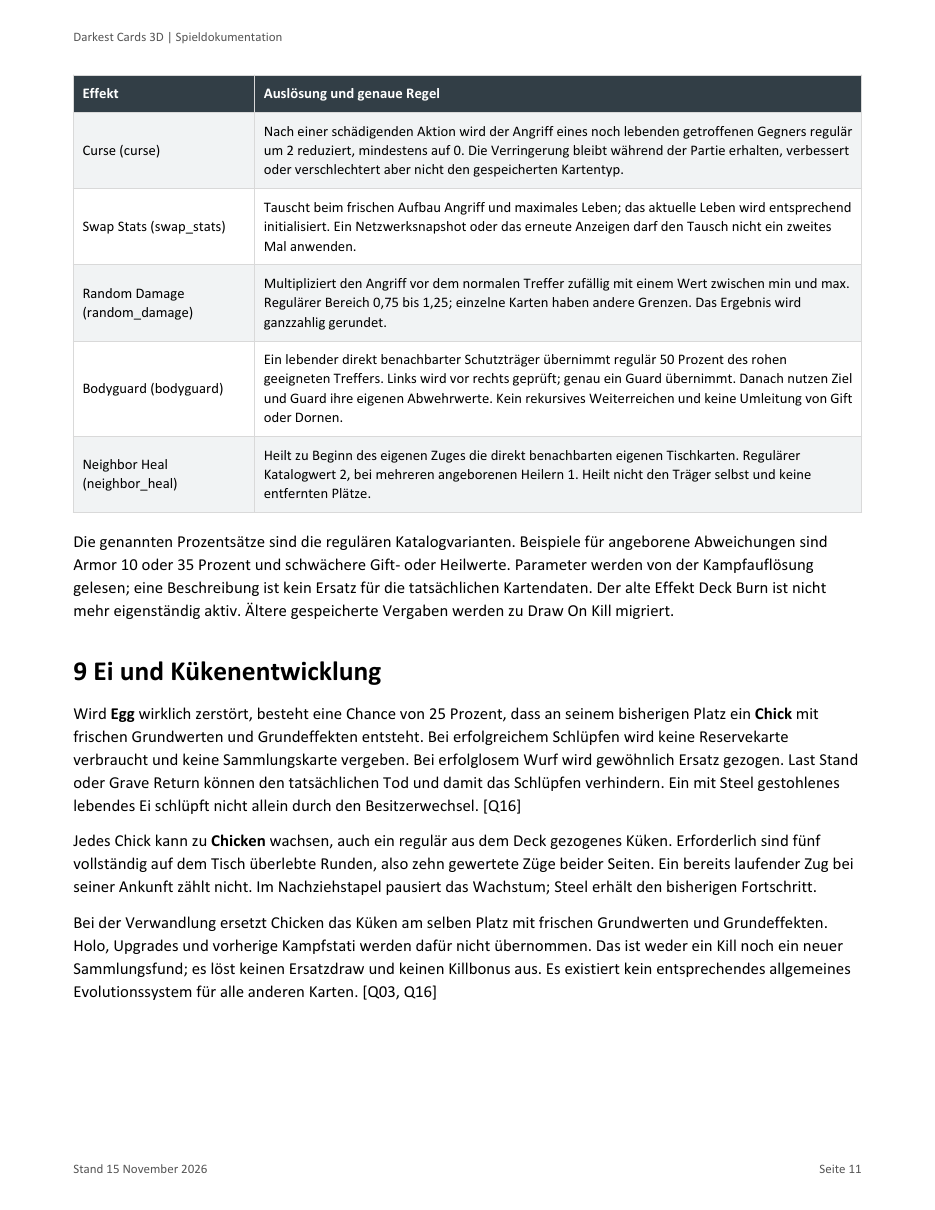 Darkest Cards 3D | Spieldokumentation
Effekt
Auslösung und genaue Regel
Curse (curse)
Nach einer schädigenden Aktion wird der Angriff eines noch lebenden getroffenen Gegners regulär
um 2 reduziert, mindestens auf 0. Die Verringerung bleibt während der Partie erhalten, verbessert
oder verschlechtert aber nicht den gespeicherten Kartentyp.
Swap Stats (swap_stats)
Tauscht beim frischen Aufbau Angriff und maximales Leben; das aktuelle Leben wird entsprechend
initialisiert. Ein Netzwerksnapshot oder das erneute Anzeigen darf den Tausch nicht ein zweites
Mal anwenden.
Random Damage
(random_damage)
Multipliziert den Angriff vor dem normalen Treffer zufällig mit einem Wert zwischen min und max.
Regulärer Bereich 0,75 bis 1,25; einzelne Karten haben andere Grenzen. Das Ergebnis wird
ganzzahlig gerundet.
Bodyguard (bodyguard)
Ein lebender direkt benachbarter Schutzträger übernimmt regulär 50 Prozent des rohen
geeigneten Treffers. Links wird vor rechts geprüft; genau ein Guard übernimmt. Danach nutzen Ziel
und Guard ihre eigenen Abwehrwerte. Kein rekursives Weiterreichen und keine Umleitung von Gift
oder Dornen.
Neighbor Heal
(neighbor_heal)
Heilt zu Beginn des eigenen Zuges die direkt benachbarten eigenen Tischkarten. Regulärer
Katalogwert 2, bei mehreren angeborenen Heilern 1. Heilt nicht den Träger selbst und keine
entfernten Plätze.
Die genannten Prozentsätze sind die regulären Katalogvarianten. Beispiele für angeborene Abweichungen sind
Armor 10 oder 35 Prozent und schwächere Gift- oder Heilwerte. Parameter werden von der Kampfauflösung
gelesen; eine Beschreibung ist kein Ersatz für die tatsächlichen Kartendaten. Der alte Effekt Deck Burn ist nicht
mehr eigenständig aktiv. Ältere gespeicherte Vergaben werden zu Draw On Kill migriert.
9 Ei und Kükenentwicklung
Wird Egg wirklich zerstört, besteht eine Chance von 25 Prozent, dass an seinem bisherigen Platz ein Chick mit
frischen Grundwerten und Grundeffekten entsteht. Bei erfolgreichem Schlüpfen wird keine Reservekarte
verbraucht und keine Sammlungskarte vergeben. Bei erfolglosem Wurf wird gewöhnlich Ersatz gezogen. Last Stand
oder Grave Return können den tatsächlichen Tod und damit das Schlüpfen verhindern. Ein mit Steel gestohlenes
lebendes Ei schlüpft nicht allein durch den Besitzerwechsel. [Q16]
Jedes Chick kann zu Chicken wachsen, auch ein regulär aus dem Deck gezogenes Küken. Erforderlich sind fünf
vollständig auf dem Tisch überlebte Runden, also zehn gewertete Züge beider Seiten. Ein bereits laufender Zug bei
seiner Ankunft zählt nicht. Im Nachziehstapel pausiert das Wachstum; Steel erhält den bisherigen Fortschritt.
Bei der Verwandlung ersetzt Chicken das Küken am selben Platz mit frischen Grundwerten und Grundeffekten.
Holo, Upgrades und vorherige Kampfstati werden dafür nicht übernommen. Das ist weder ein Kill noch ein neuer
Sammlungsfund; es löst keinen Ersatzdraw und keinen Killbonus aus. Es existiert kein entsprechendes allgemeines
Evolutionssystem für alle anderen Karten. [Q03, Q16]
Stand 15 November 2026
Seite 11